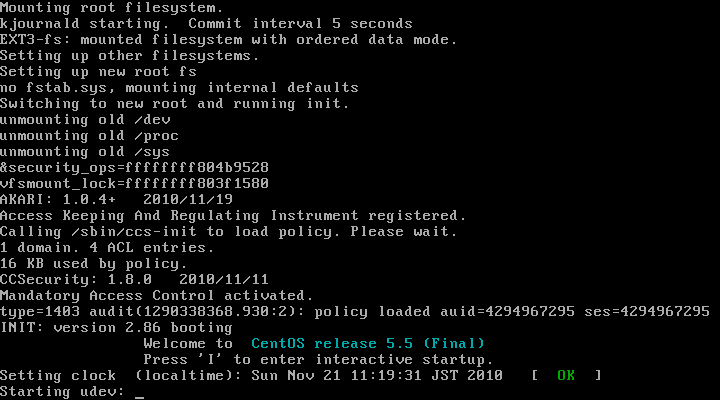 Mounting root filesystem.
kjournald starting.  Commit interval 5 seconds
EXT3-fs: mounted filesystem with ordered data mode.
Setting up other filesystems.
Setting up new root fs
no fstab.sys, mounting internal defaults
Switching to new root and running init.
unmounting old /dev
unmounting old /proc
unmounting old /sys
&security_ops=ffffffff804b9528
vfsmount_lock=ffffffff803f1580
AKARI: 1.0.4+   2010/11/19
Access Keeping And Regulating Instrument registered.
Calling /sbin/ccs-init to load policy. Please wait.
1 domain. 4 ACL entries.
16 KB used by policy.
CCSecurity: 1.8.0   2010/11/11
Mandatory Access Control activated.
type=1403 audit(1290338368.930:2): policy loaded auid=4294967295 ses=4294967295
INIT: version 2.86 booting
Welcome to  CentOS release 5.5 (Final)
Press 'I' to enter interactive startup.
Setting clock  (localtime): Sun Nov 21 11:19:31 JST 2010   [  OK  ]
Starting udev: _